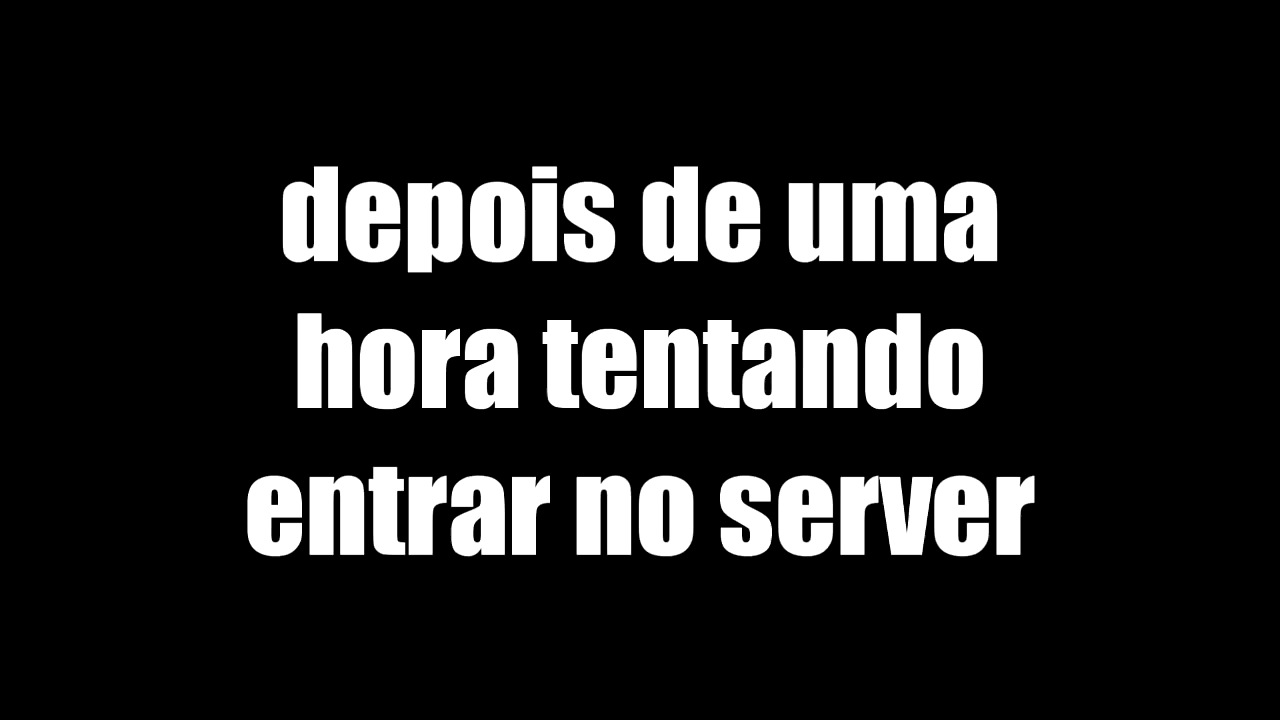 depois de uma
hora tentando
entrar no server